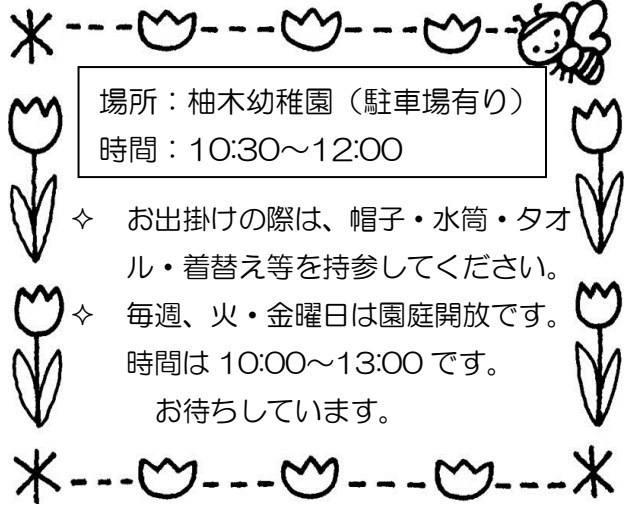 場所：柚木幼稚園（駐車場有り）
時間：10:30～12:00
✧ お出掛けの際は、帽子・水筒・タオ
ル・着替え等を持参してください。
✧ 毎週、火・金曜日は園庭開放です。
時間は 10:00～13:00 です。
お待ちしています。